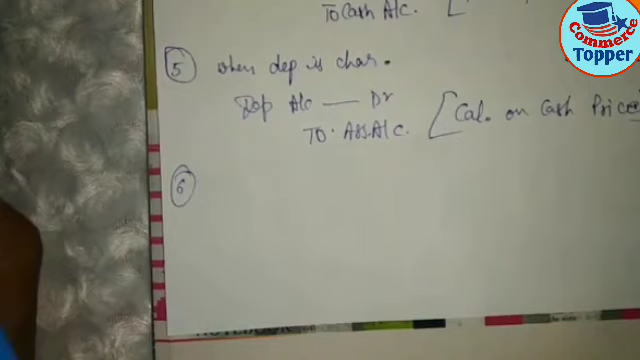 To Cash A/c. [
Commerce Topper
5 when dep is char.
Dep A/c — Dr
To. Ass. A/c. [Cal. on Cash Price
6